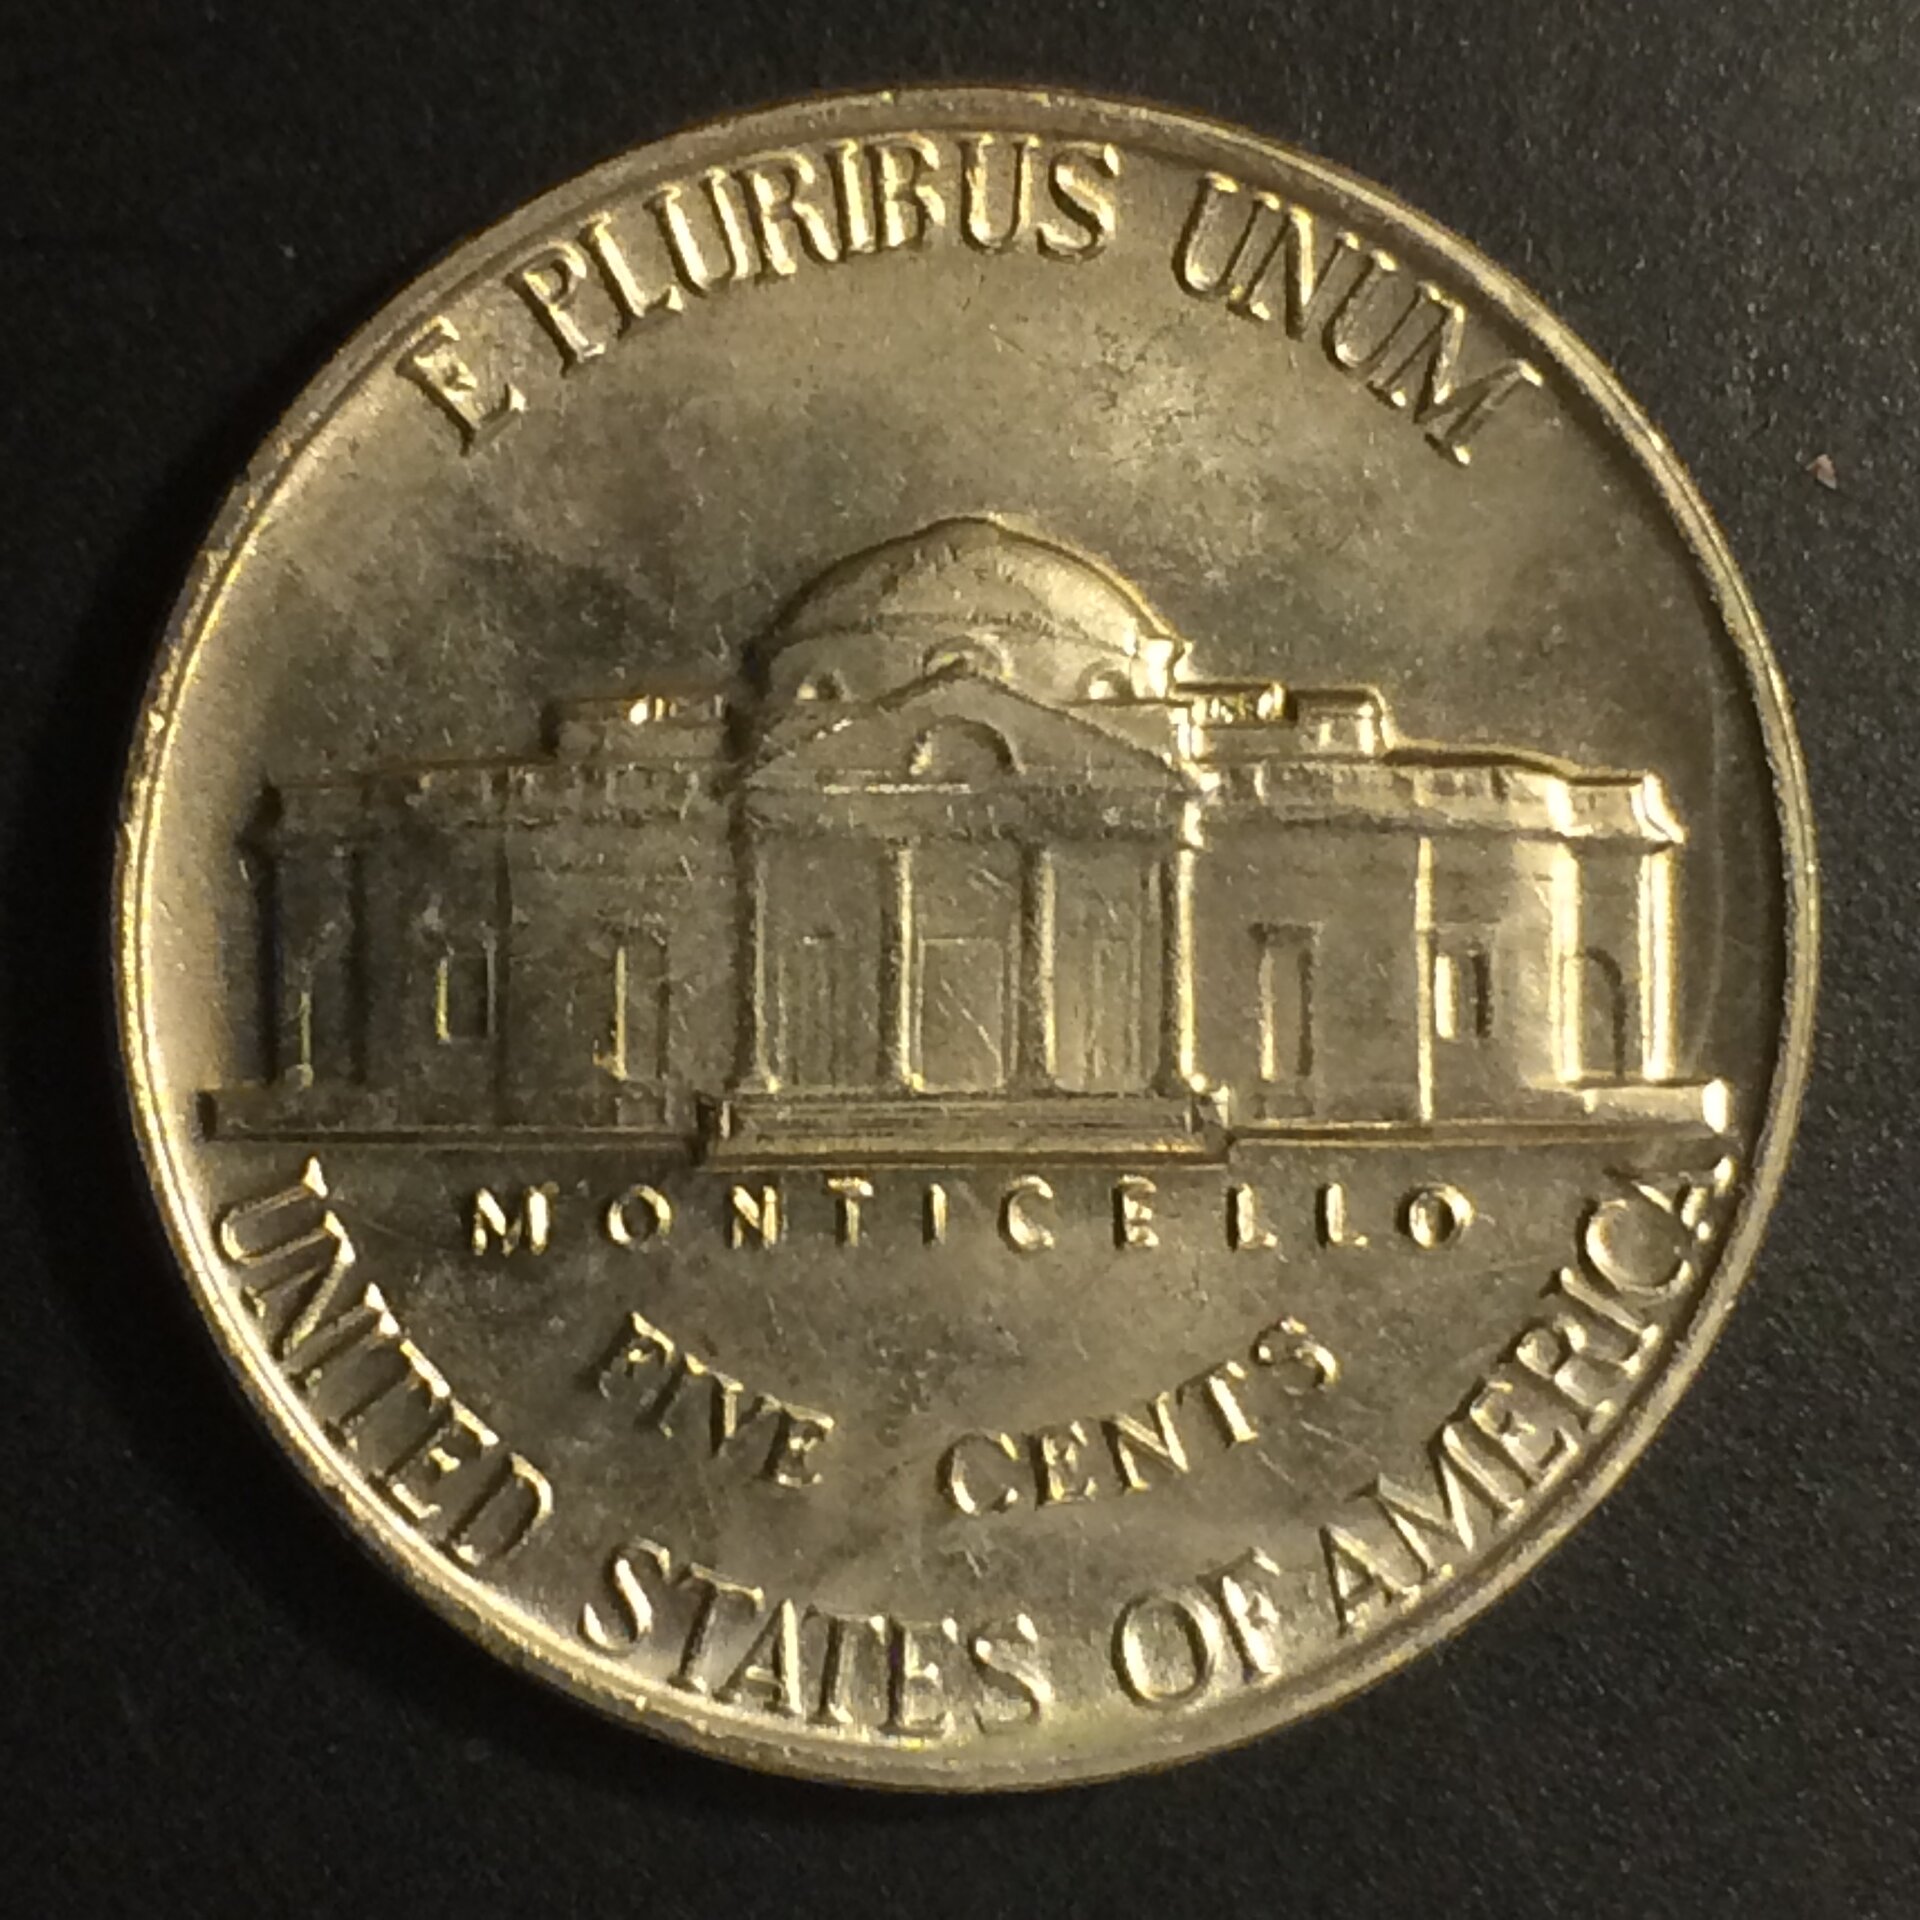 E PLURIBUS UNUM
MONTICELLO
FIVE CENTS
UNITED STATES OF AMERICA